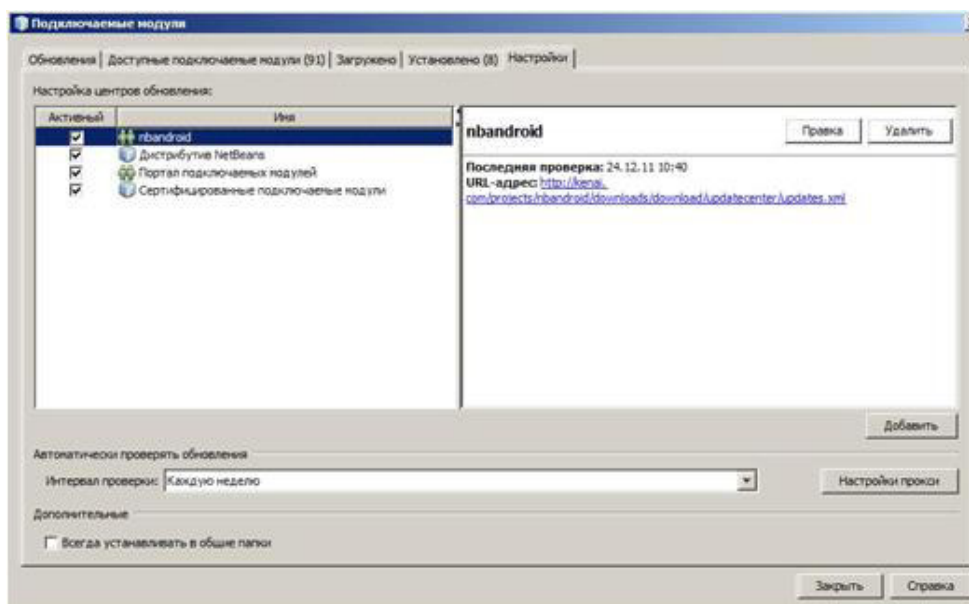 Подключаемые модули
Обновления Доступные подключаемые модули (91) Загружено Установлено (8) Настройки
Настройка центров обновления:
Активный Имя
nbandroid
Дистрибутив NetBeans
Портал подключаемых модулей
Сертифицированные подключаемые модули
nbandroid Правка Удалить
Последняя проверка: 24.12.11 10:40
URL-адрес: http://kenai.
com/projects/nbandroid/downloads/download/updatecenter/updates.xml
Добавить
Автоматически проверять обновления
Интервал проверки: Каждую неделю Настройки прокси
Дополнительные
Всегда устанавливать в общие папки
Закрыть Справка